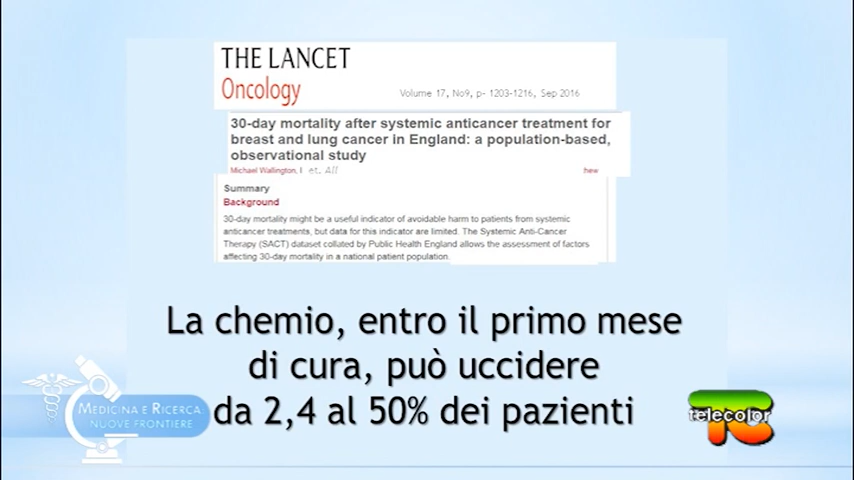 THE LANCET
Oncology
Volume 17, No9, p- 1203-1216, Sep 2016
30-day mortality after systemic anticancer treatment for
breast and lung cancer in England: a population-based,
observational study
Michael Wallington, et. All
hew
Summary
Background
30-day mortality might be a useful indicator of avoidable harm to patients from systemic
anticancer treatments, but data for this indicator are limited. The Systemic Anti-Cancer
Therapy (SACT) dataset collated by Public Health England allows the assessment of factors
affecting 30-day mortality in a national patient population.
La chemio, entro il primo mese
di cura, può uccidere
da 2,4 al 50% dei pazienti
MEDICINA E RICERCA
NUOVE FRONTIERE
telecolor